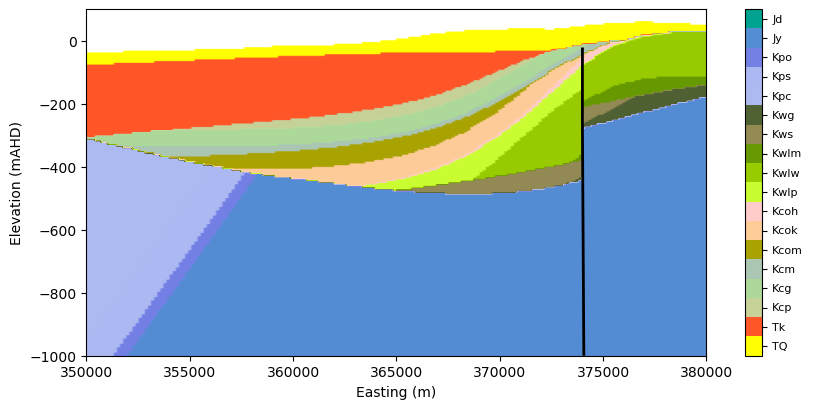 0
−200
−400
−600
−800
−1000
Elevation (mAHD)
350000 355000 360000 365000 370000 375000 380000
Easting (m)
Jd
Jy
Kpo
Kps
Kpc
Kwg
Kws
Kwlm
Kwlw
Kwlp
Kcoh
Kcok
Kcom
Kcm
Kcg
Kcp
Tk
TQ